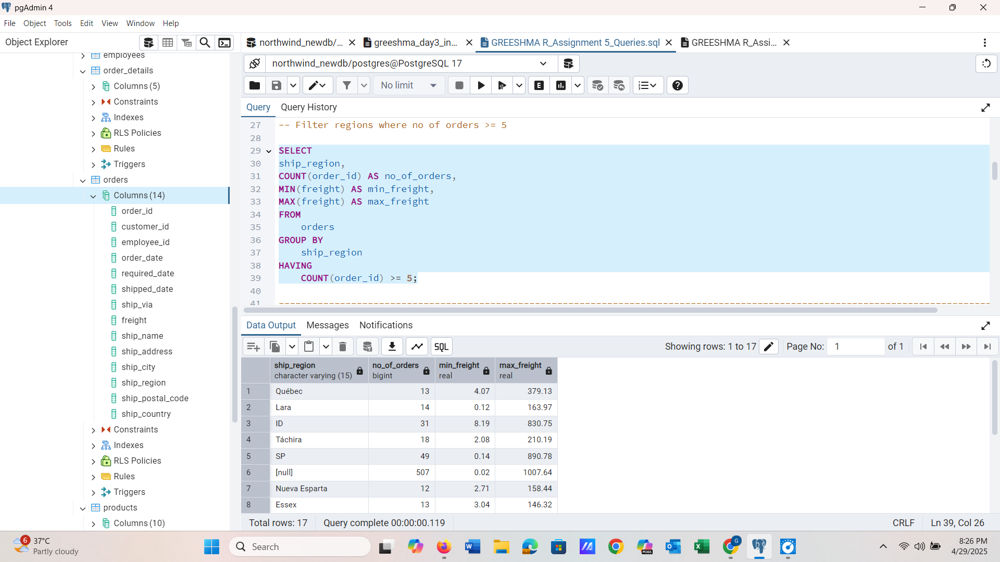 pgAdmin 4
File Object Tools Edit View Window Help
Object Explorer
northwind_newdb/...
greeshma_day3_in...
GREESHMA R_Assignment 5_Queries.sql
GREESHMA R_Assi...
employees
order_details
Columns (5)
Constraints
Indexes
RLS Policies
Rules
Triggers
orders
Columns (14)
order_id
customer_id
employee_id
order_date
required_date
shipped_date
ship_via
freight
ship_name
ship_address
ship_city
ship_region
ship_postal_code
ship_country
Constraints
Indexes
RLS Policies
Rules
Triggers
products
Columns (10)
northwind_newdb/postgres@PostgreSQL 17
No limit
E
Query Query History
27 -- Filter regions where no of orders >= 5
28
29 SELECT
30 ship_region,
31 COUNT(order_id) AS no_of_orders,
32 MIN(freight) AS min_freight,
33 MAX(freight) AS max_freight
34 FROM
35 orders
36 GROUP BY
37 ship_region
38 HAVING
39 COUNT(order_id) >= 5;
40
41
Data Output Messages Notifications
SQL
Showing rows: 1 to 17
Page No: 1 of 1
ship_region no_of_orders min_freight max_freight
character varying (15) bigint real real
1 Québec 13 4.07 379.13
2 Lara 14 0.12 163.97
3 ID 31 8.19 830.75
4 Táchira 18 2.08 210.19
5 SP 49 0.14 890.78
6 [null] 507 0.02 1007.64
7 Nueva Esparta 12 2.71 158.44
8 Essex 13 3.04 146.32
Total rows: 17 Query complete 00:00:00.119 CRLF Ln 39, Col 26
6
37°C
Partly cloudy
Search
W
M365
G
8:26 PM
4/29/2025